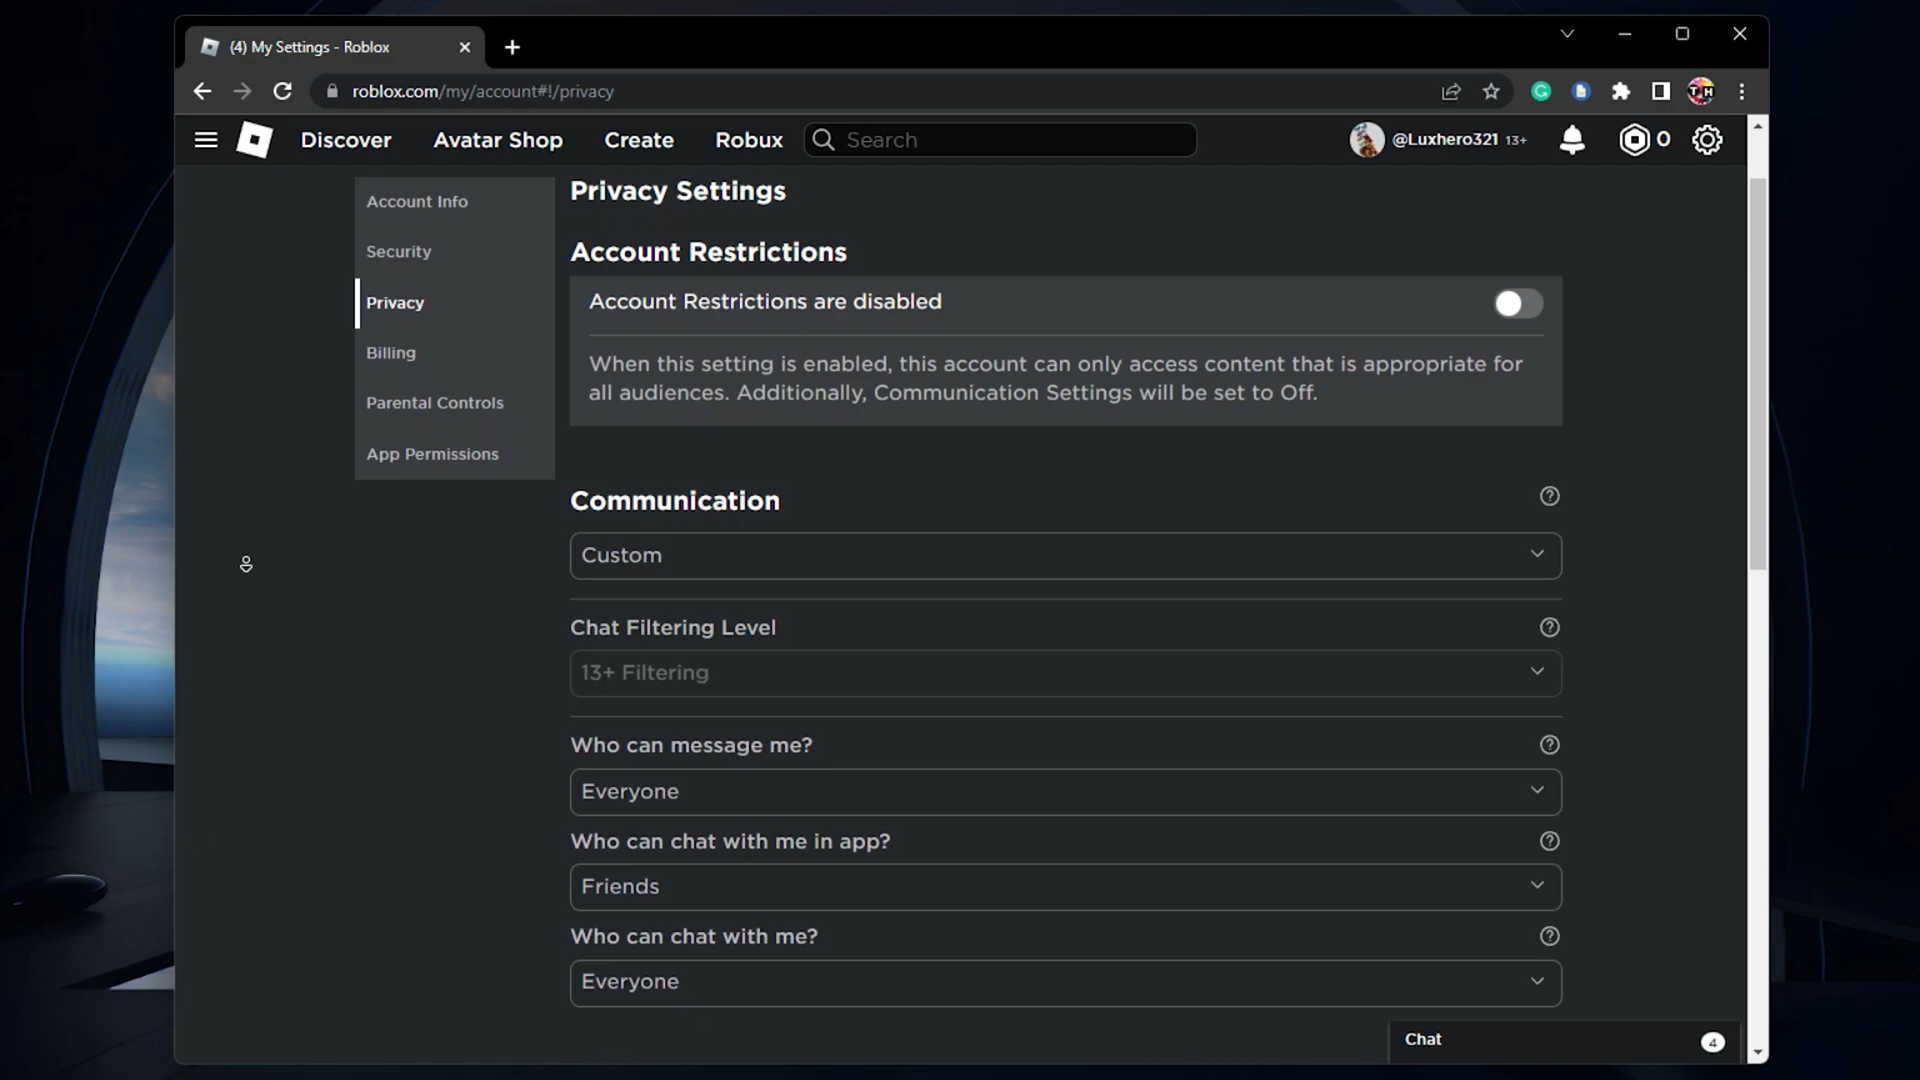 (4) My Settings - Roblox
roblox.com/my/account#!/privacy
Discover
Avatar Shop
Create
Robux
Search
@Luxhero321 13+
0
Account Info
Security
Privacy
Billing
Parental Controls
App Permissions
Privacy Settings
Account Restrictions
Account Restrictions are disabled
When this setting is enabled, this account can only access content that is appropriate for
all audiences. Additionally, Communication Settings will be set to Off.
Communication
Custom
Chat Filtering Level
13+ Filtering
Who can message me?
Everyone
Who can chat with me in app?
Friends
Who can chat with me?
Everyone
Chat
4